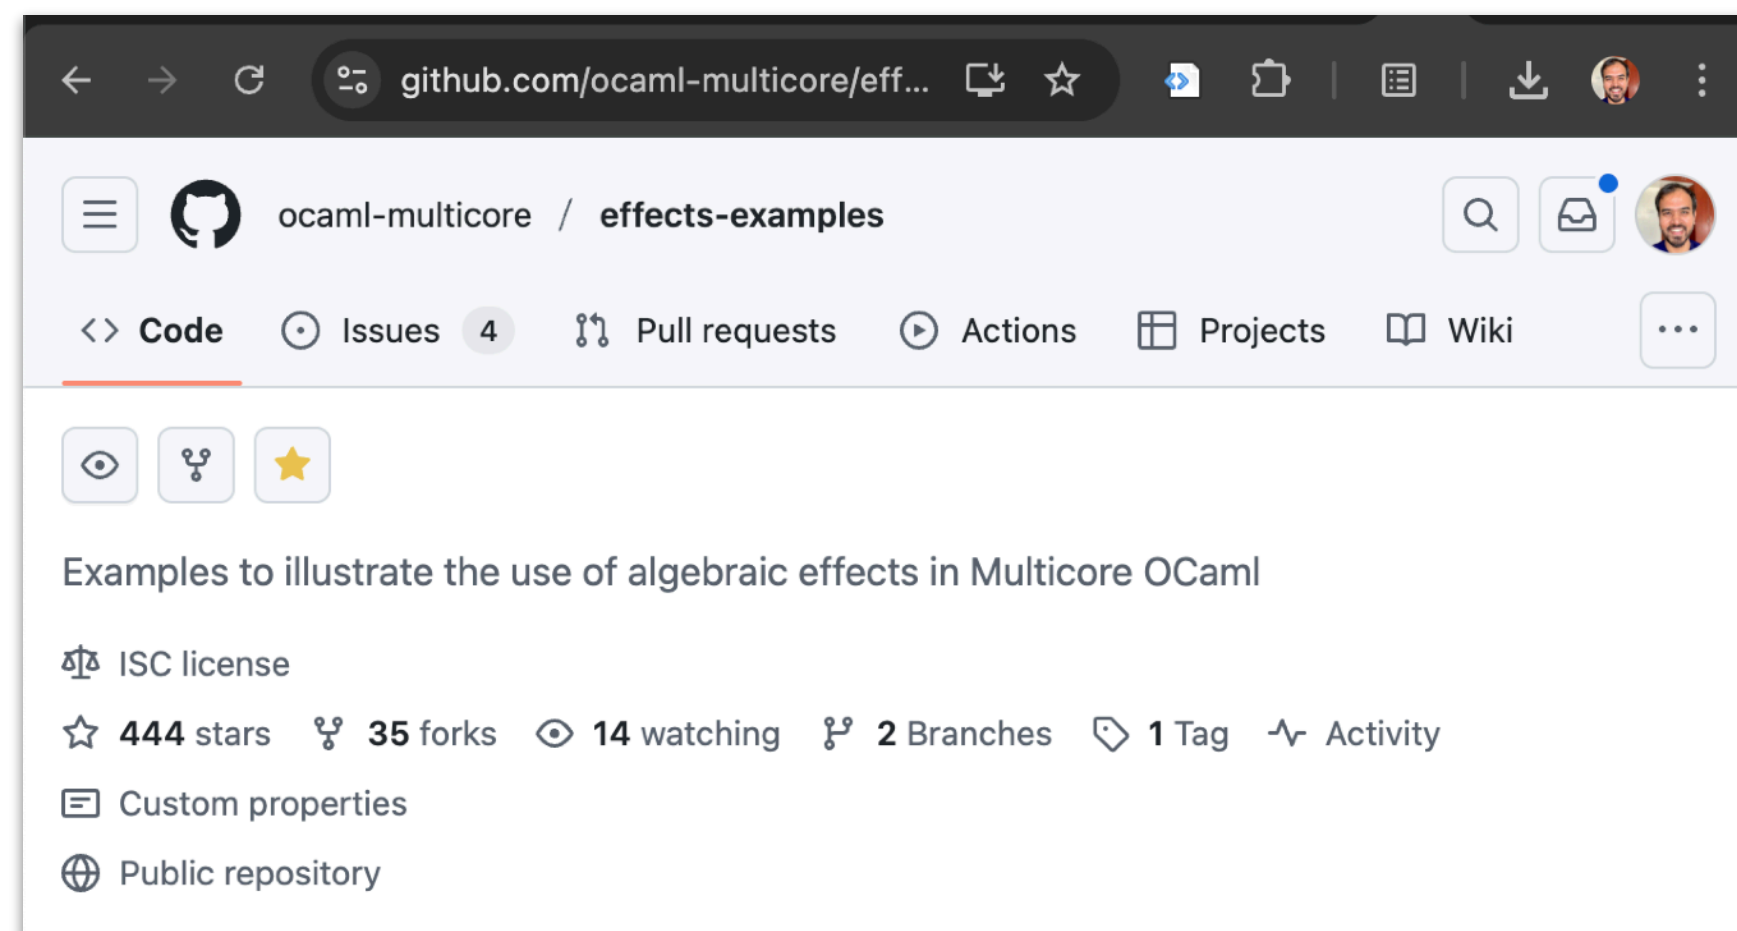 github.com/ocaml-multicore/eff...
ocaml-multicore / effects-examples
Code Issues 4 Pull requests Actions Projects Wiki
Examples to illustrate the use of algebraic effects in Multicore OCaml
ISC license
444 stars 35 forks 14 watching 2 Branches 1 Tag Activity
Custom properties
Public repository